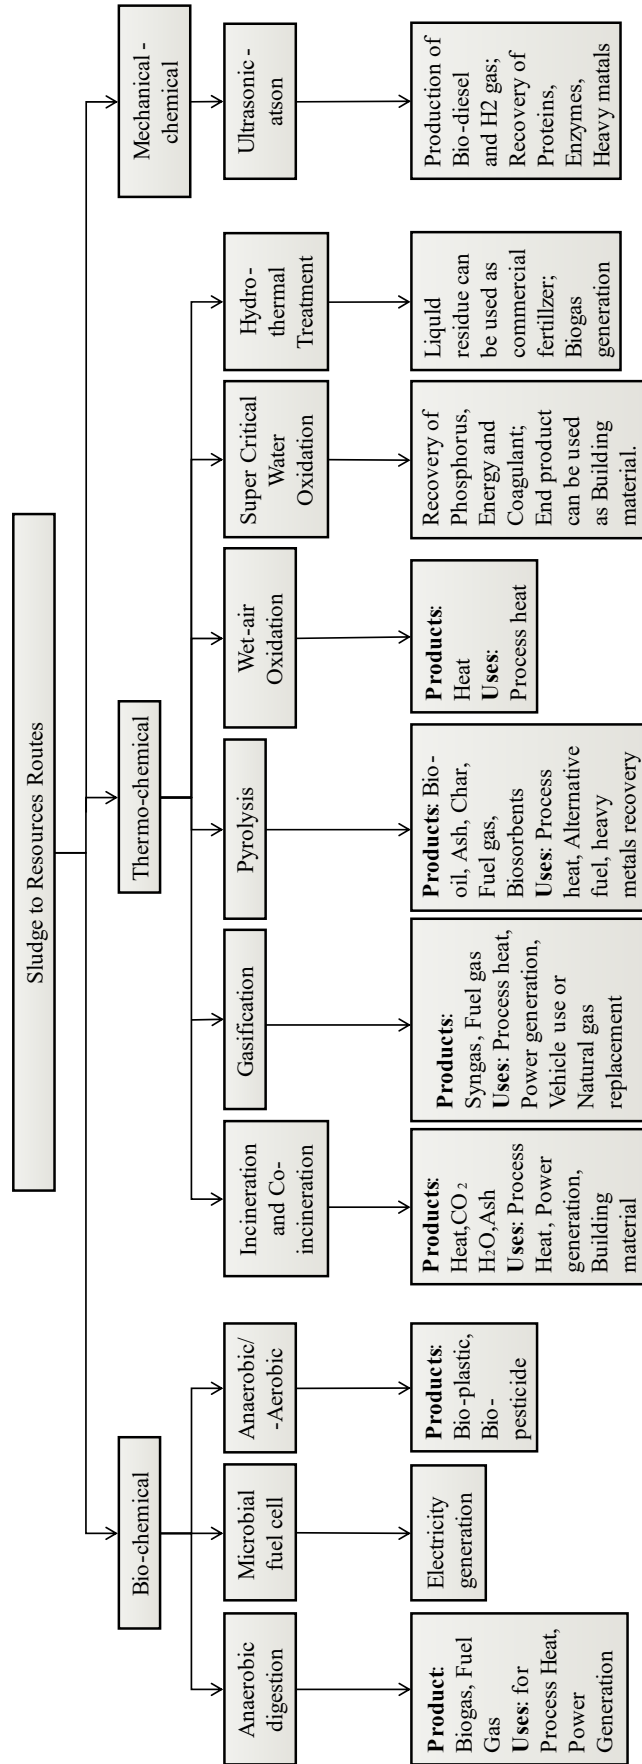 Sludge to Resources Routes
Bio-chemical
Thermo-chemical
Mechanical -
chemical
Anaerobic
digestion
Microbial
fuel cell
Anaerobic/
-Aerobic
Incineration
and Co-
incineration
Gasification
Pyrolysis
Wet-air
Oxidation
Super Critical
Water
Oxidation
Hydro-
thermal
Treatment
Ultrasonic -
atson
Product:
Biogas, Fuel
Gas
Uses: for
Process Heat,
Power
Generation
Electricity
generation
Products:
Bio-plastic,
Bio-
pesticide
Products:
Heat,CO2
H2O,Ash
Uses: Process
Heat, Power
generation,
Building
material
Products:
Syngas, Fuel gas
Uses: Process heat,
Power generation,
Vehicle use or
Natural gas
replacement
Products: Bio-
oil, Ash, Char,
Fuel gas,
Biosorbents
Uses: Process
heat, Alternative
fuel, heavy
metals recovery
Products:
Heat
Uses:
Process heat
Recovery of
Phosphorus,
Energy and
Coagulant;
End product
can be used
as Building
material.
Liquld
residue can
be used as
commercial
fertillzer;
Biogas
generation
Production of
Bio-diesel
and H2 gas;
Recovery of
Proteins,
Enzymes,
Heavy matals